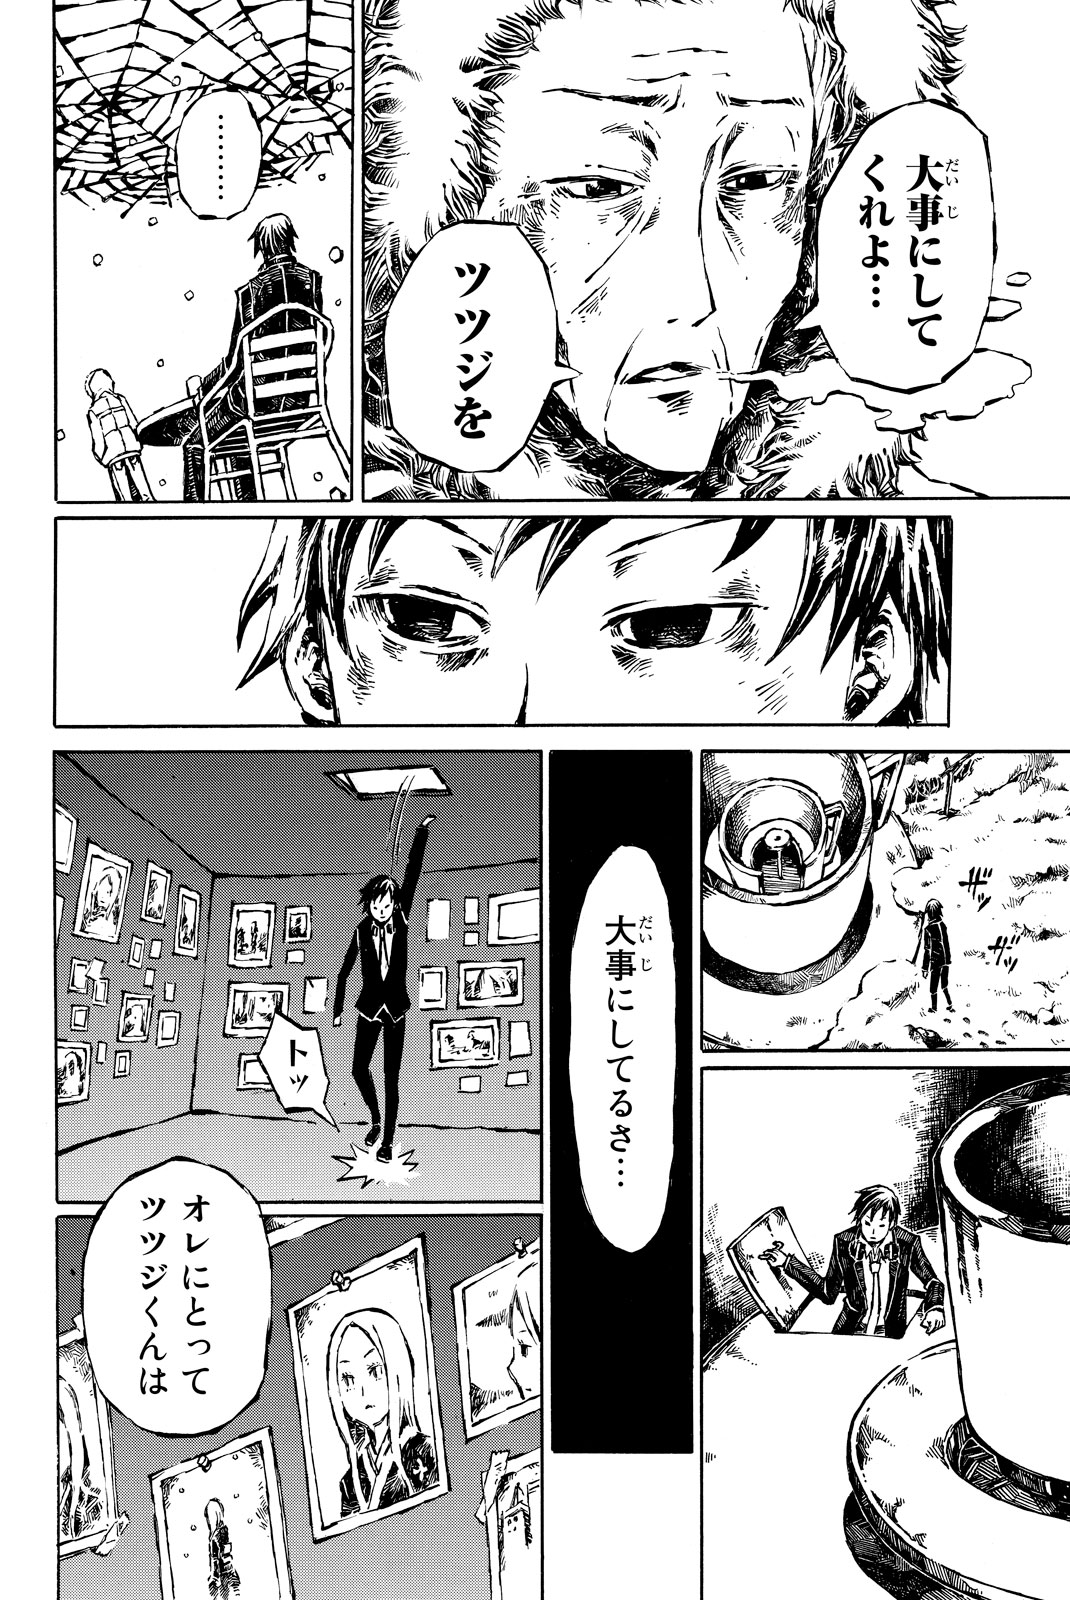 大事にして
くれよ…
ツツジを
………
ザッ
ザッ
大事にしてるさ…
トッ
オレにとって
ツツジくんは